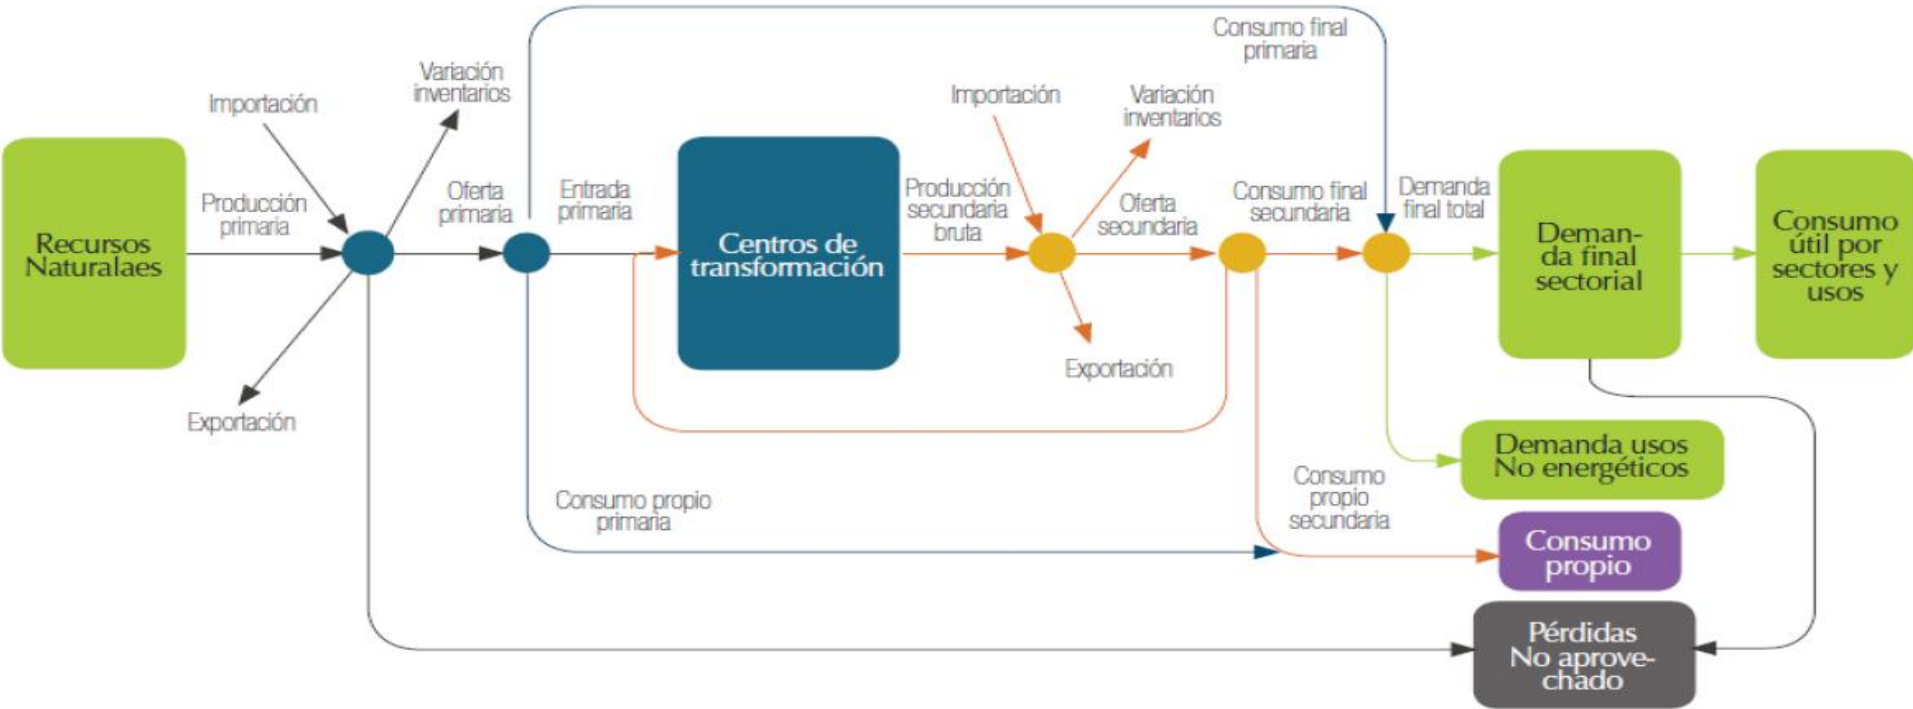 Consumo final
primaria
Variación
inventarios
Importación
Importación
Variación
inventarios
Producción
primaria
Oferta
primaria
Entrada
primaria
Producción
secundaria
bruta
Oferta
secundaria
Consumo final
secundaria
Demanda
final total
Recursos
Naturalaes
Centros de
transformación
Deman-
da final
sectorial
Consumo
útil por
sectores y
usos
Exportación
Exportación
Demanda usos
No energéticos
Consumo propio
primaria
Consumo
propio
secundaria
Consumo
propio
Pérdidas
No aprove-
chado